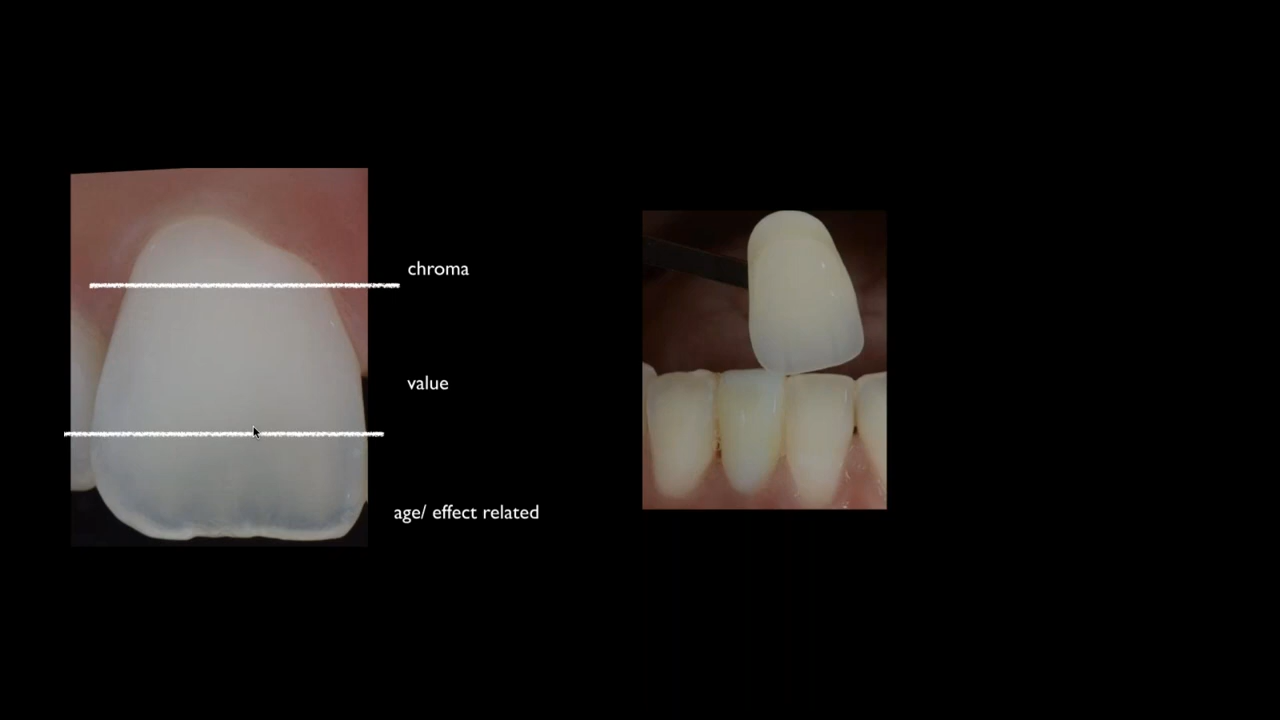 chroma
value
age/ effect related